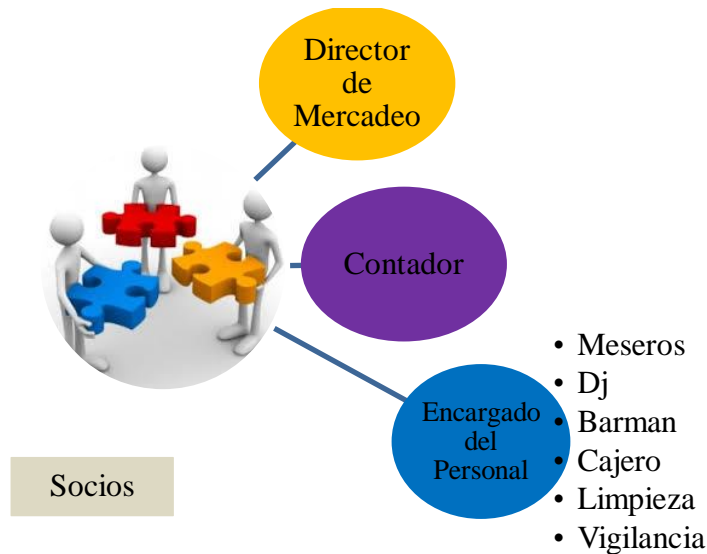 Director
de
Mercadeo
Contador
Encargado
del
Personal
• Meseros
• Dj
• Barman
• Cajero
• Limpieza
• Vigilancia
Socios